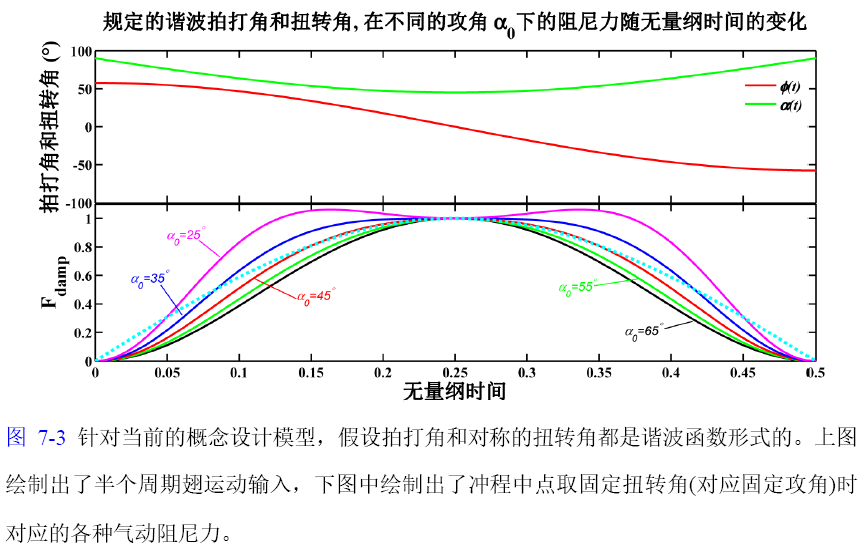 规定的谐波拍打角和扭转角, 在不同的攻角 α0下的阻尼力随无量纲时间的变化
拍打角和扭转角 (°)
100
50
0
-50
-100
ϕ(t)
α(t)
Fdamp
1
0.8
0.6
0.4
0.2
0
α0=25°
α0=35°
α0=45°
α0=55°
α0=65°
0 0.05 0.1 0.15 0.2 0.25 0.3 0.35 0.4 0.45 0.5
无量纲时间
图 7-3 针对当前的概念设计模型，假设拍打角和对称的扭转角都是谐波函数形式的。上图
绘制出了半个周期翅运动输入，下图中绘制出了冲程中点取固定扭转角(对应固定攻角)时
对应的各种气动阻尼力。